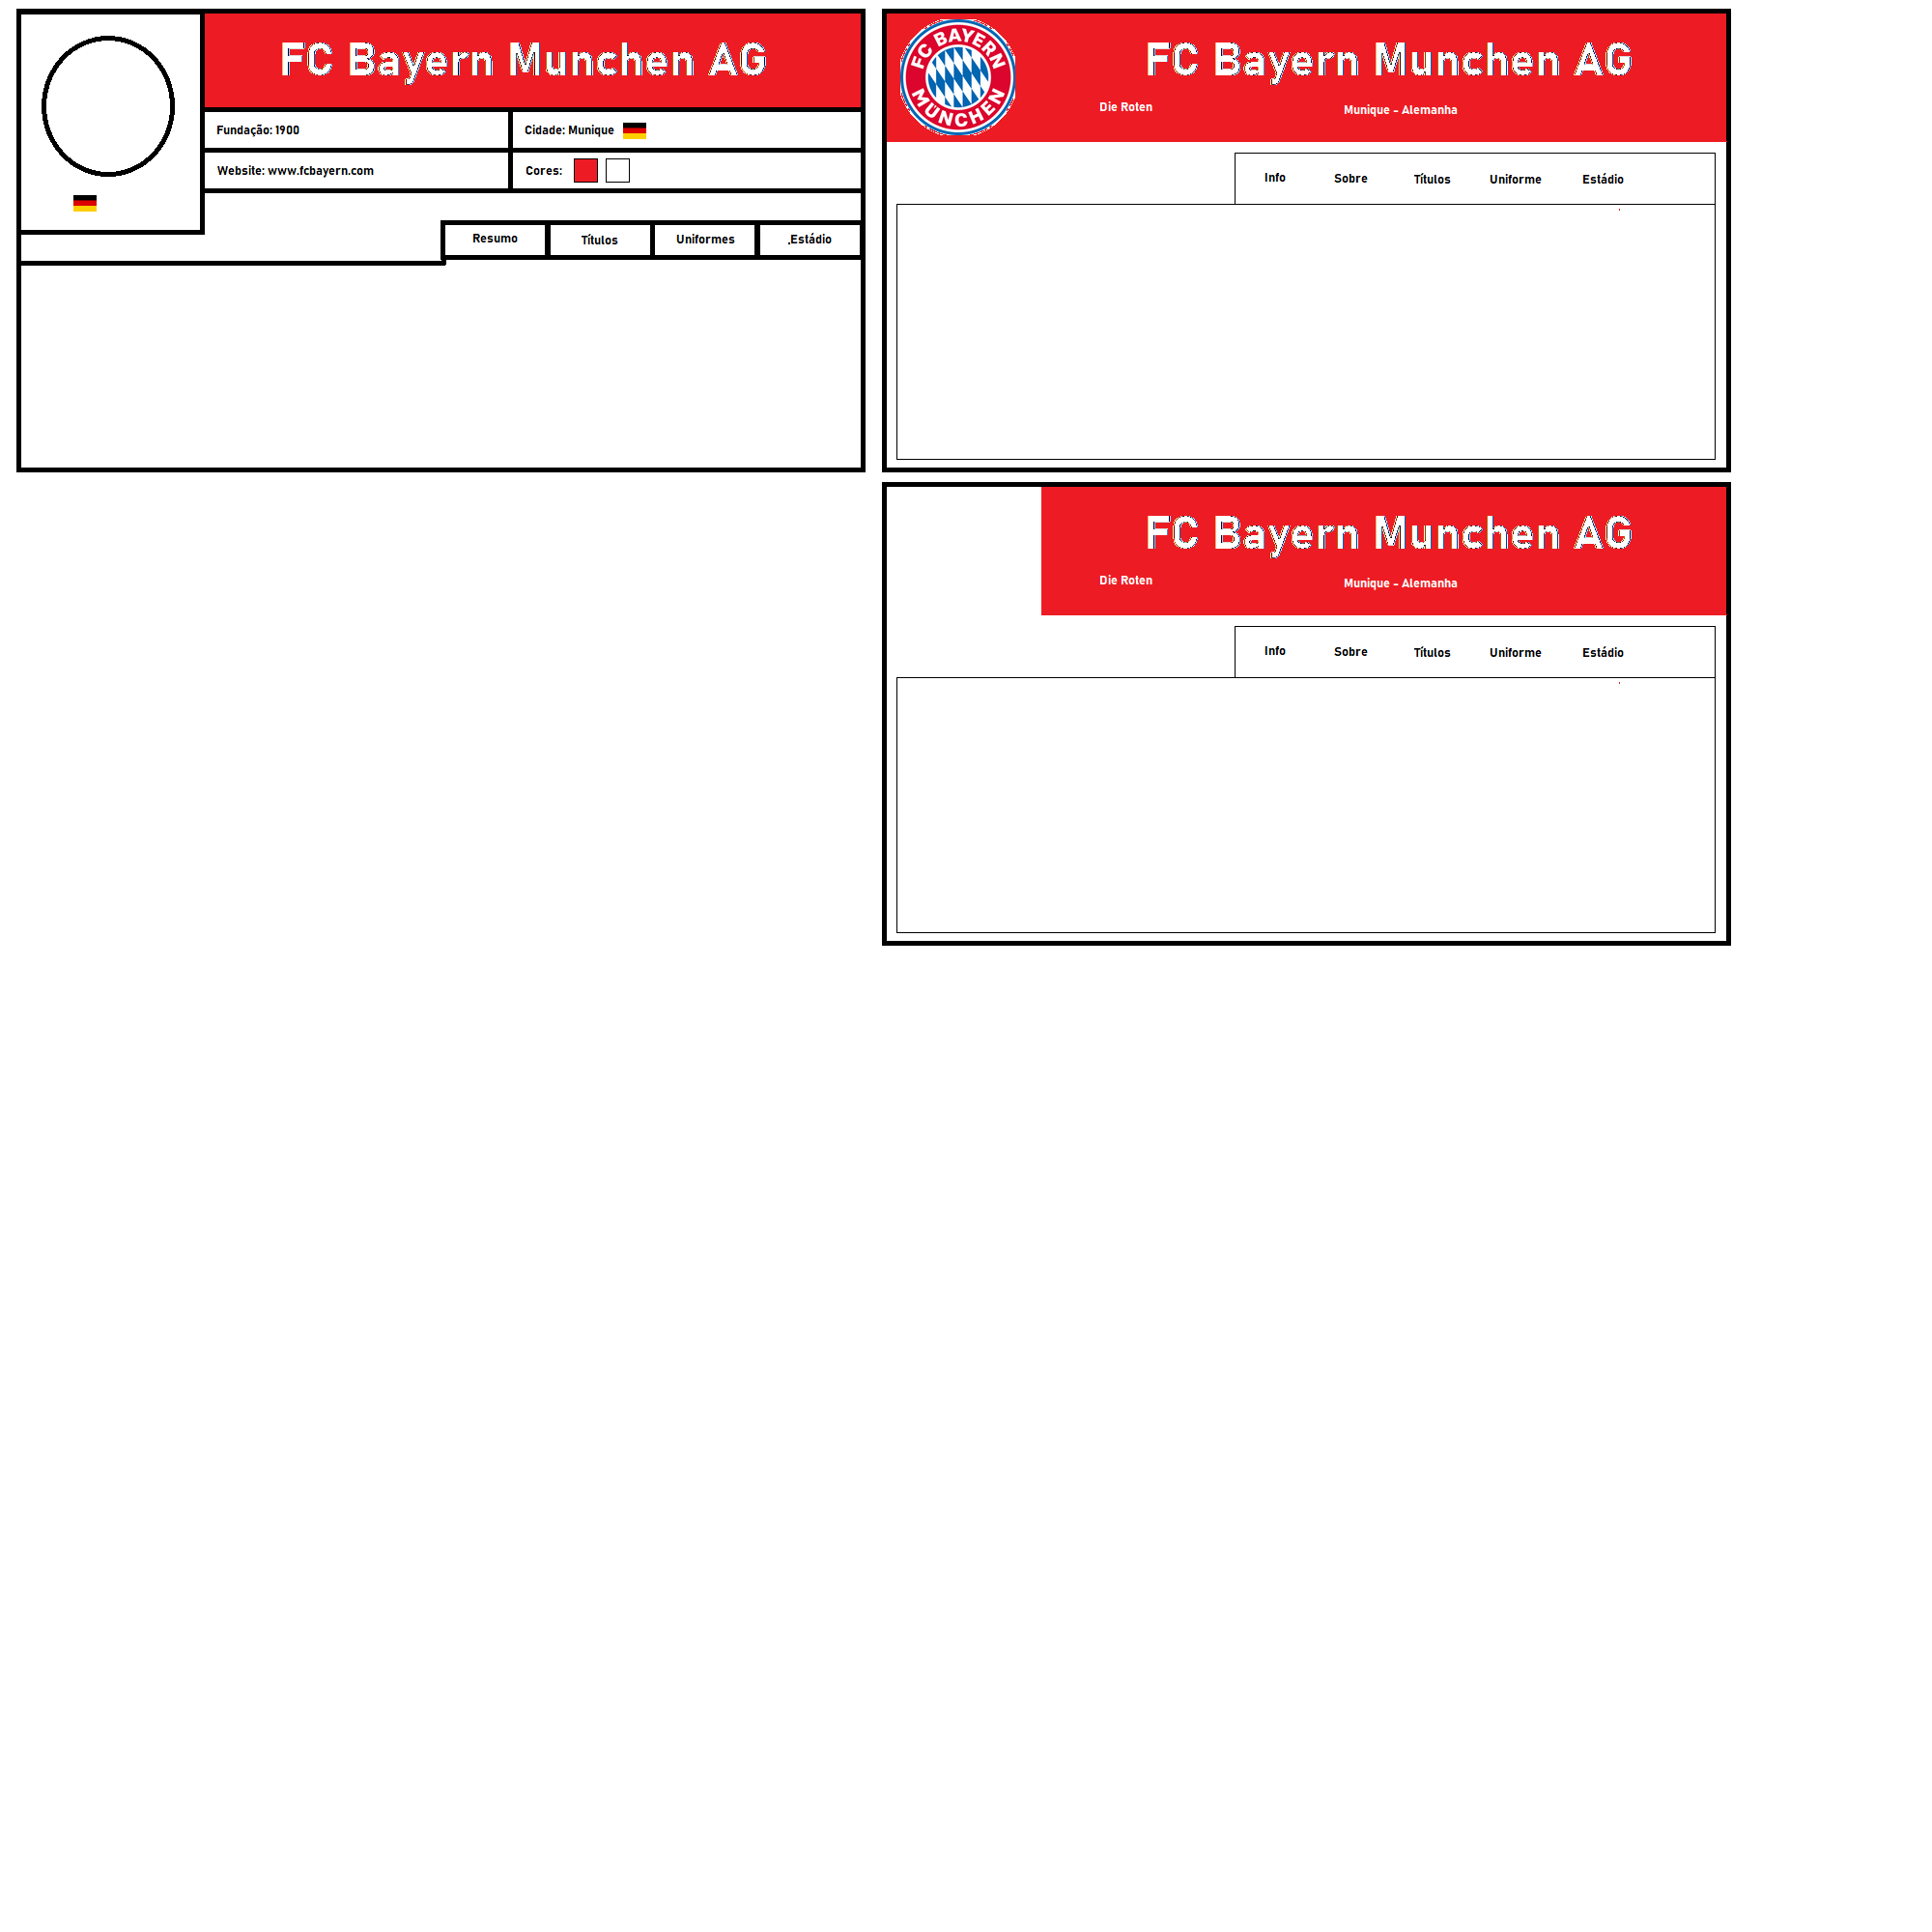 FC Bayern Munchen AG
Fundação: 1900
Cidade: Munique
Website: www.fcbayern.com
Cores:
Resumo
Títulos
Uniformes
.Estádio
FC BAYERN
MÜNCHEN
FC Bayern Munchen AG
Die Roten
Munique - Alemanha
Info
Sobre
Títulos
Uniforme
Estádio
FC Bayern Munchen AG
Die Roten
Munique - Alemanha
Info
Sobre
Títulos
Uniforme
Estádio